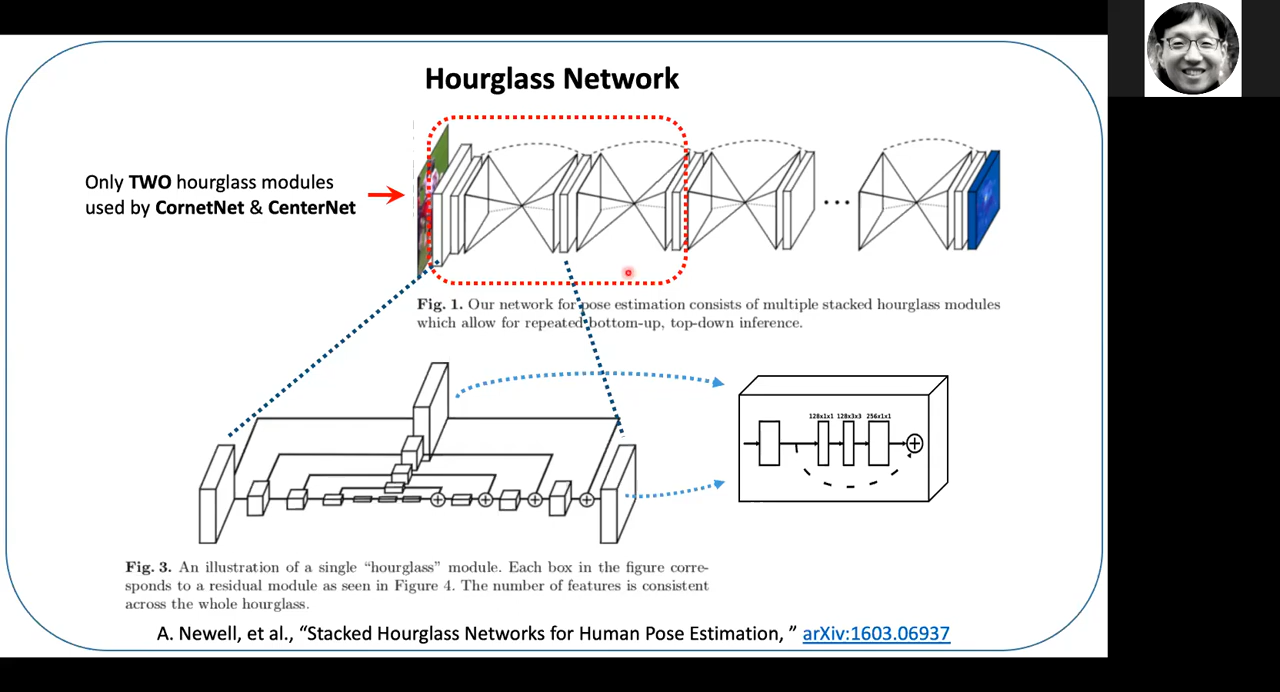 Hourglass Network
Only TWO hourglass modules
used by CornetNet & CenterNet
Fig. 1. Our network for pose estimation consists of multiple stacked hourglass modules
which allow for repeated bottom-up, top-down inference.
128x1x1 128x3x3 256x1x1
Fig. 3. An illustration of a single “hourglass” module. Each box in the figure corre-
sponds to a residual module as seen in Figure 4. The number of features is consistent
across the whole hourglass.
A. Newell, et al., “Stacked Hourglass Networks for Human Pose Estimation, ” arXiv:1603.06937